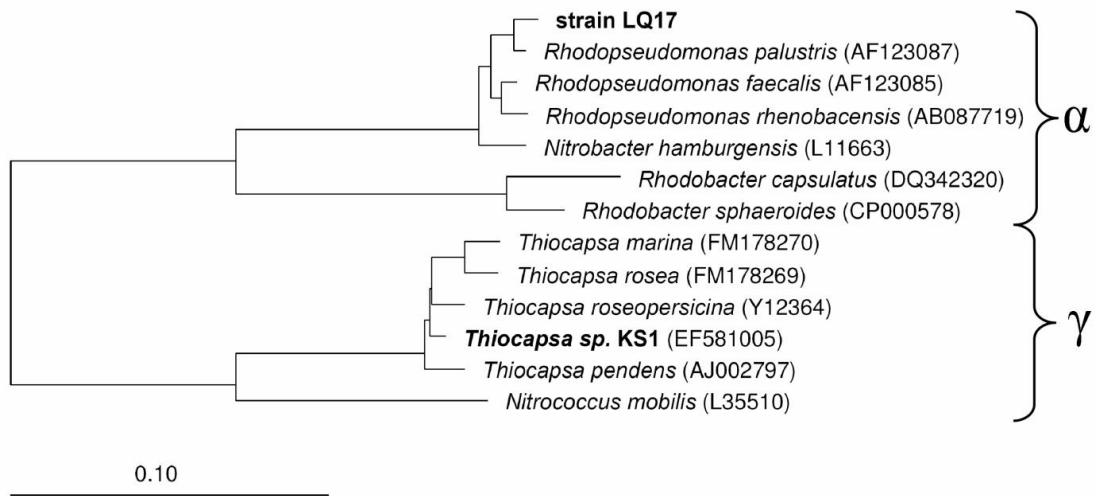 strain LQ17
Rhodopseudomonas palustris (AF123087)
Rhodopseudomonas faecalis (AF123085)
Rhodopseudomonas rhenobacensis (AB087719)
Nitrobacter hamburgensis (L11663)
Rhodobacter capsulatus (DQ342320)
Rhodobacter sphaeroides (CP000578)
α
Thiocapsa marina (FM178270)
Thiocapsa rosea (FM178269)
Thiocapsa roseopersicina (Y12364)
Thiocapsa sp. KS1 (EF581005)
Thiocapsa pendens (AJ002797)
Nitrococcus mobilis (L35510)
γ
0.10